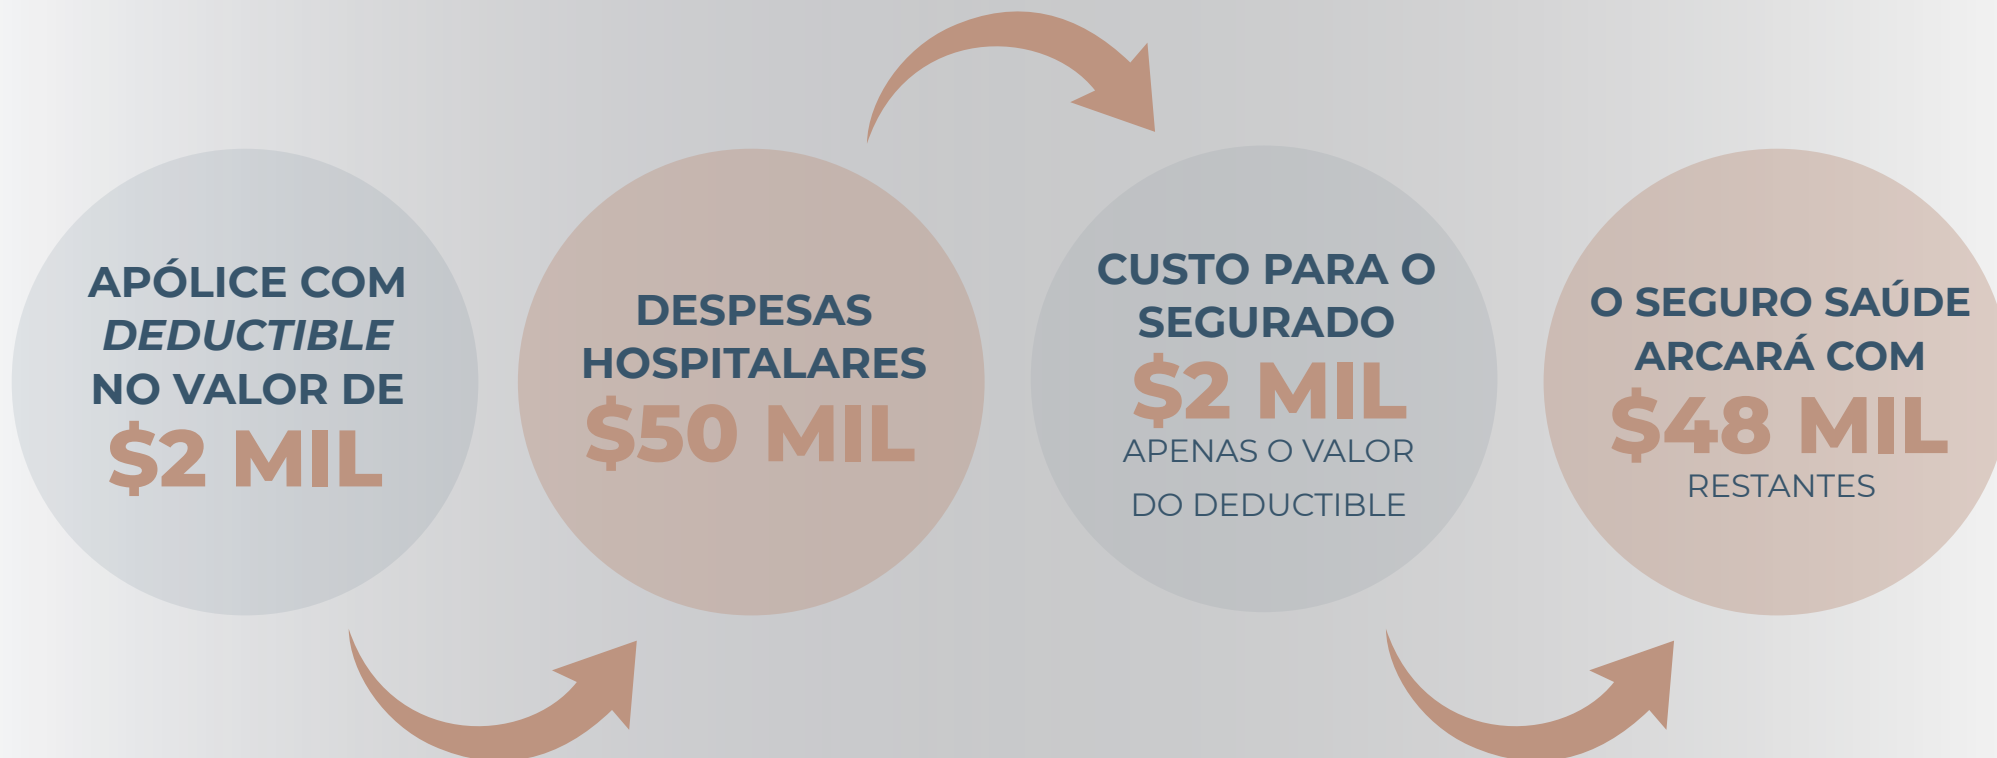 APÓLICE COM
DEDUCTIBLE
NO VALOR DE
$2 MIL
DESPESAS
HOSPITALARES
$50 MIL
CUSTO PARA O
SEGURADO
$2 MIL
APENAS O VALOR
DO DEDUCTIBLE
O SEGURO SAÚDE
ARCARÁ COM
$48 MIL
RESTANTES